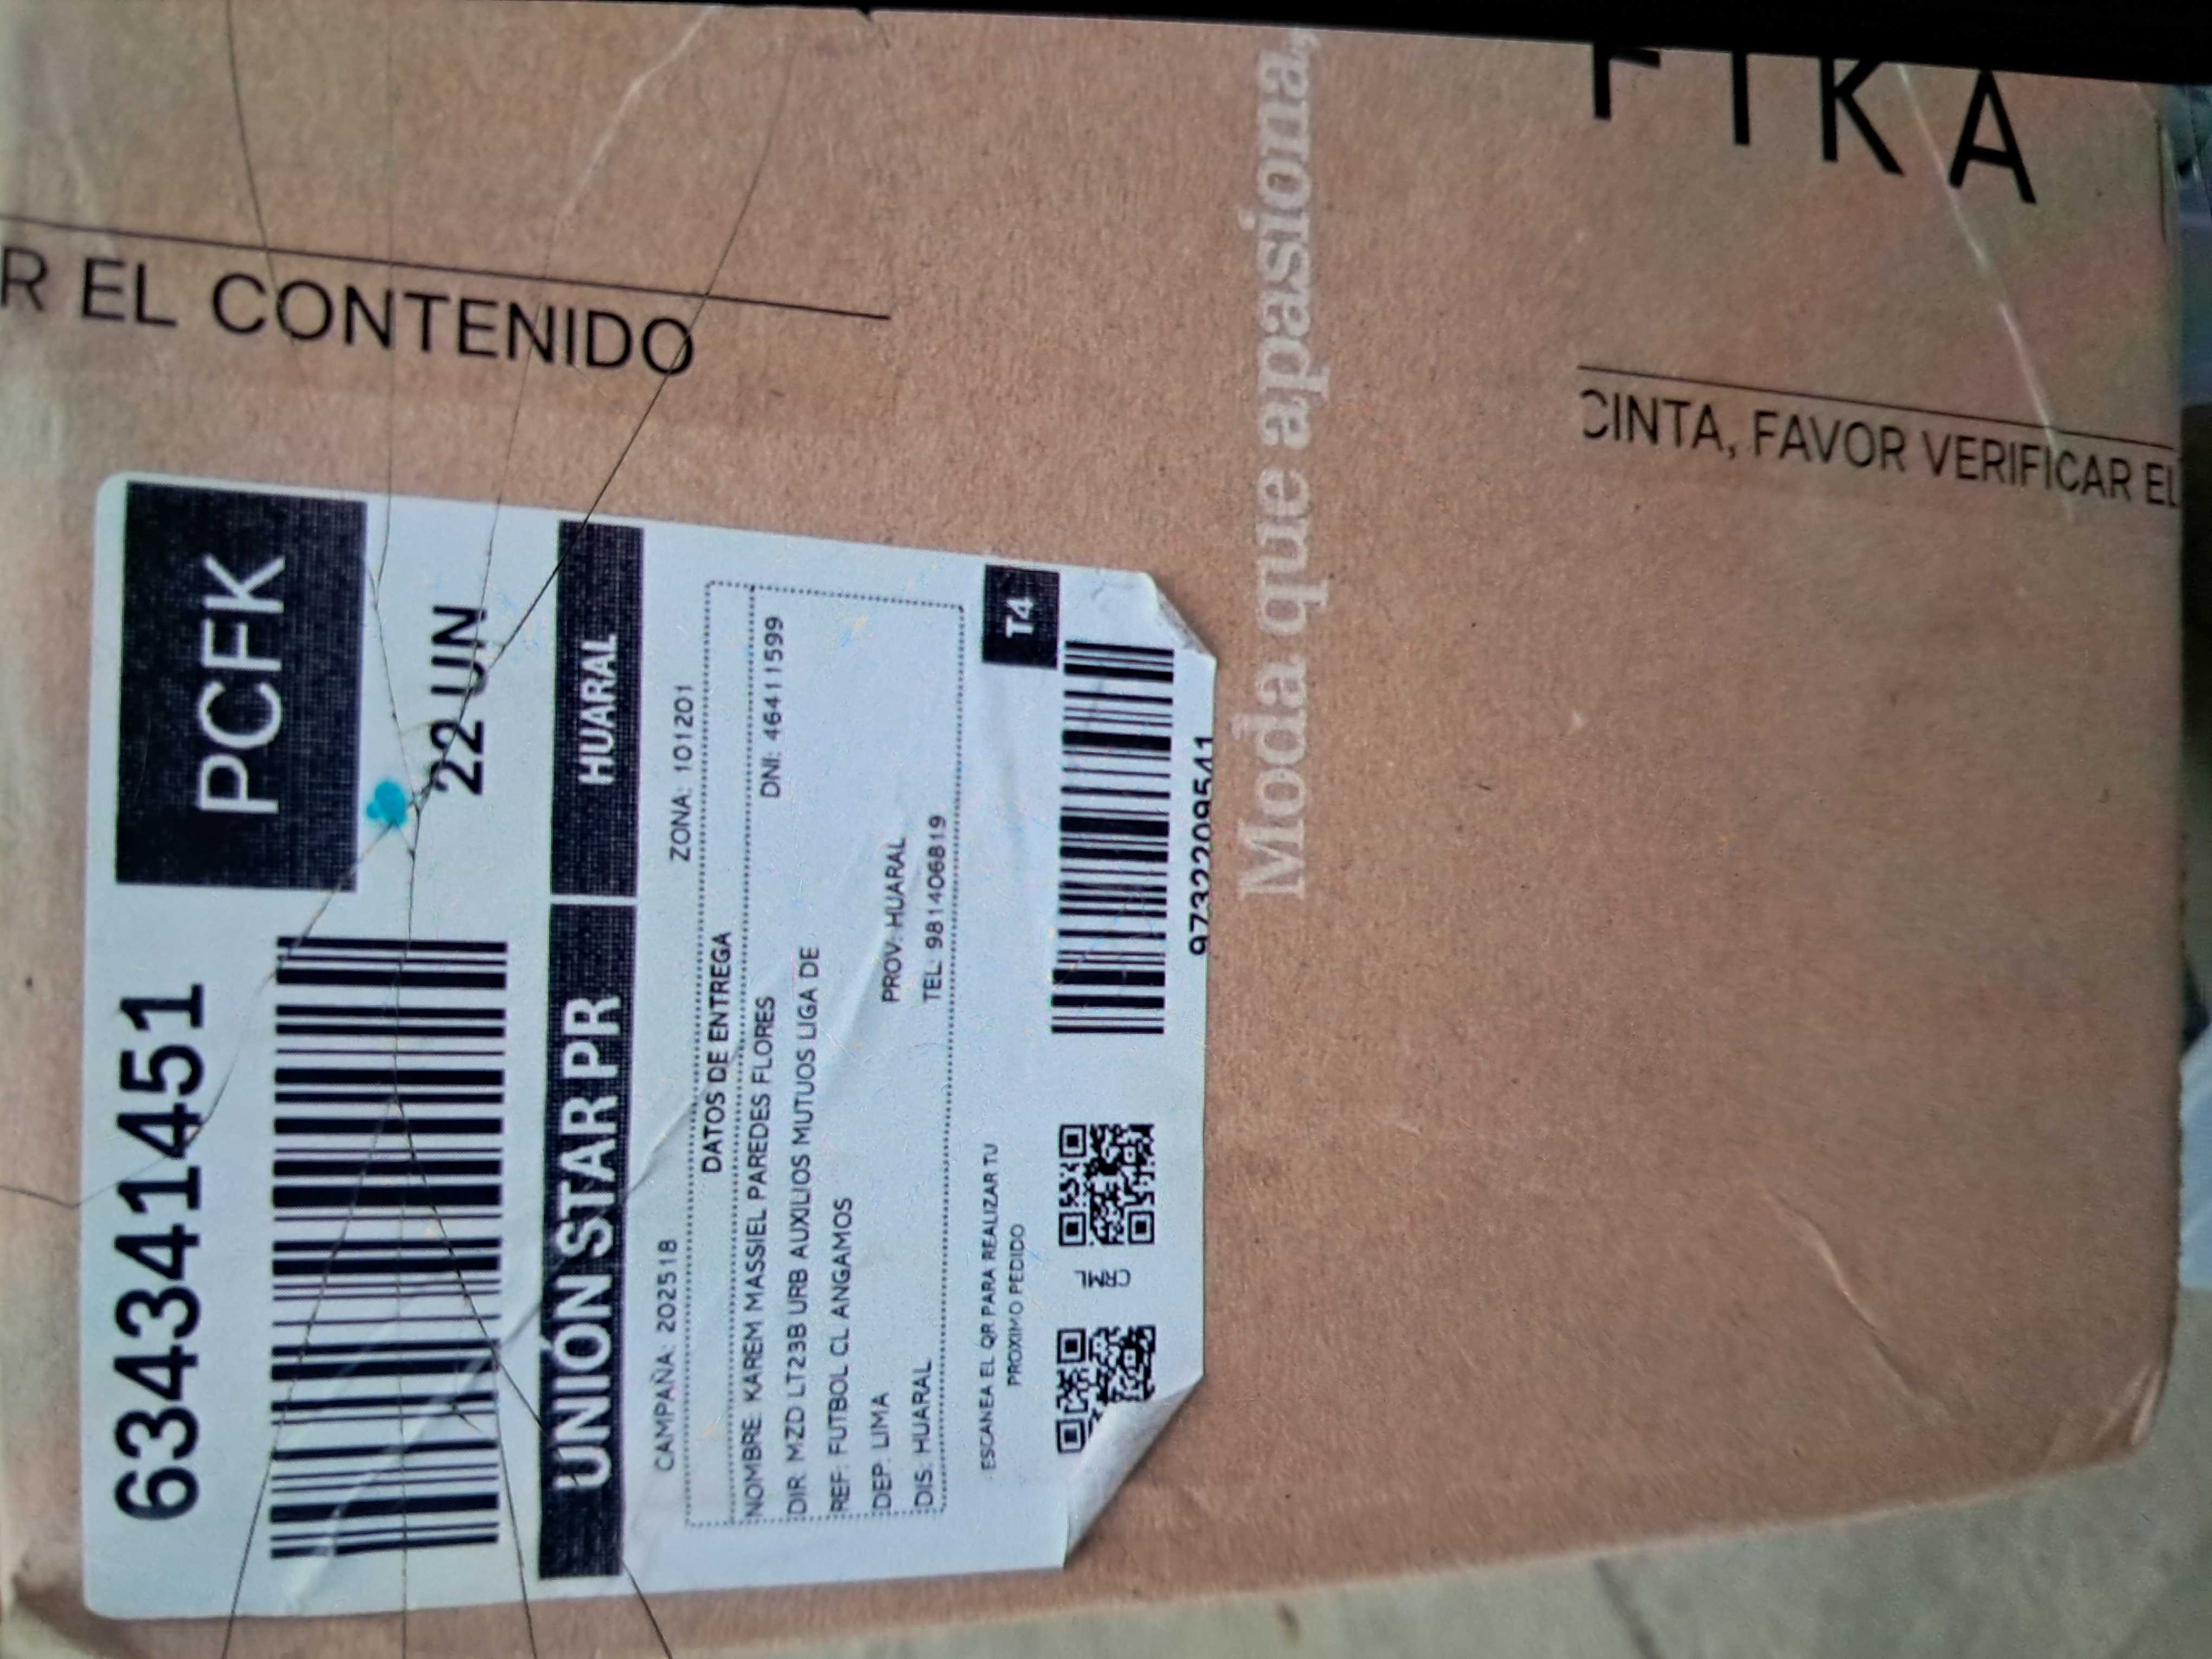 R EL CONTENIDO
FIKA
CINTA, FAVOR VERIFICAR EL
634341451
PCFK
22 UN
UNIÓN STAR PR
HUARAL
CAMPAÑA: 202518 ZONA: 101201
DATOS DE ENTREGA
NOMBRE: KAREM MASSIEL PAREDES FLORES DNI: 46411599
DIR: MZD LT23B URB AUXILIOS MUTUOS LIGA DE
REF: FUTBOL CL ANGAMOS
DEP: LIMA PROV: HUARAL
DIS: HUARAL TEL: 981406819
ESCANEA EL QR PARA REALIZAR TU
PROXIMO PEDIDO
T4
9732209541
Moda que apasiona,